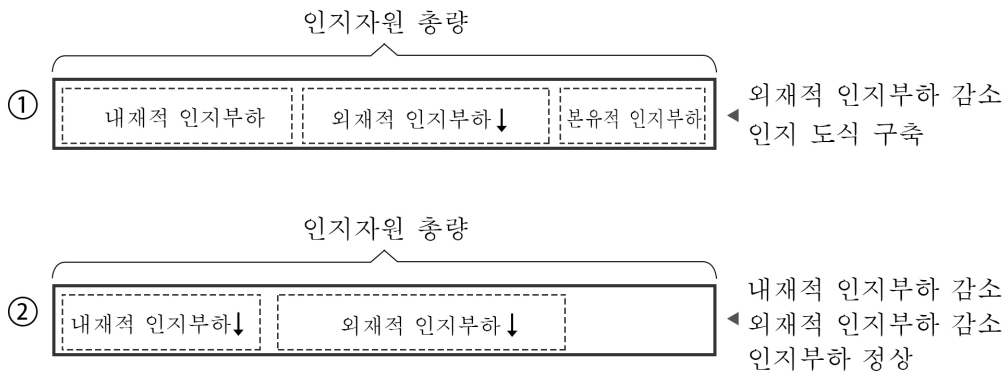 인지자원 총량
① 내재적 인지부하 외재적 인지부하↓ 본유적 인지부하 ◀ 외재적 인지부하 감소
인지 도식 구축
인지자원 총량
② 내재적 인지부하↓ 외재적 인지부하↓ ◀ 내재적 인지부하 감소
외재적 인지부하 감소
인지부하 정상